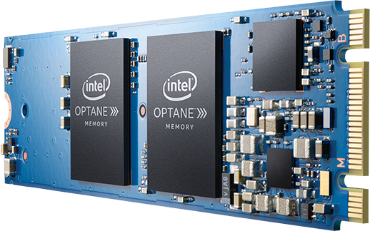 intel
OPTANE
MEMORY
intel
OPTANE
MEMORY
B
M